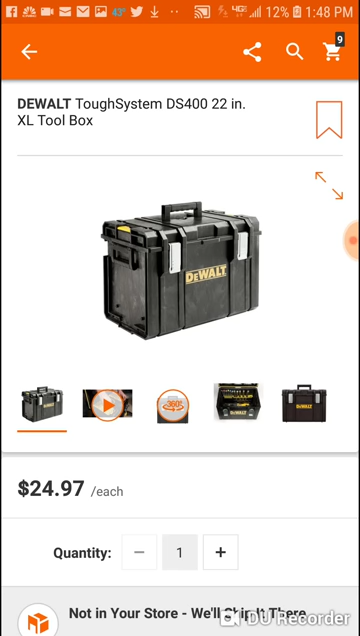 43°
4G LTE
12%
1:48 PM
9
DEWALT ToughSystem DS400 22 in.
XL Tool Box
DEWALT
360°
$24.97 /each
Quantity:
1
Not in Your Store - We'll Ship It There
DU Recorder